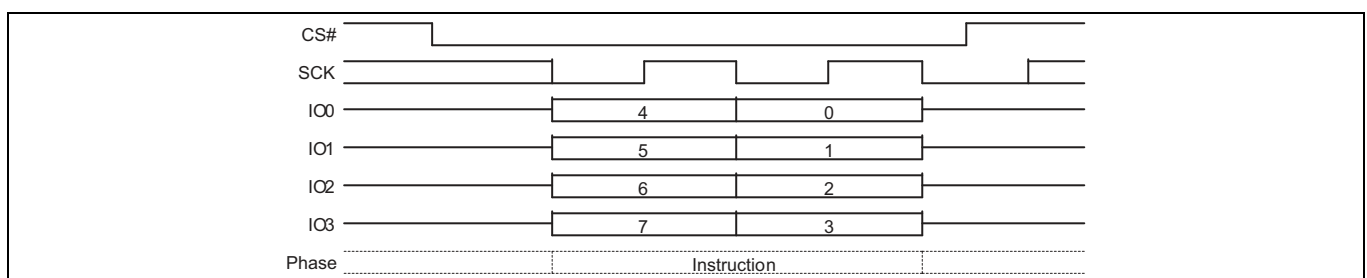 CS#
SCK
IO0 4 0
IO1 5 1
IO2 6 2
IO3 7 3
Phase Instruction